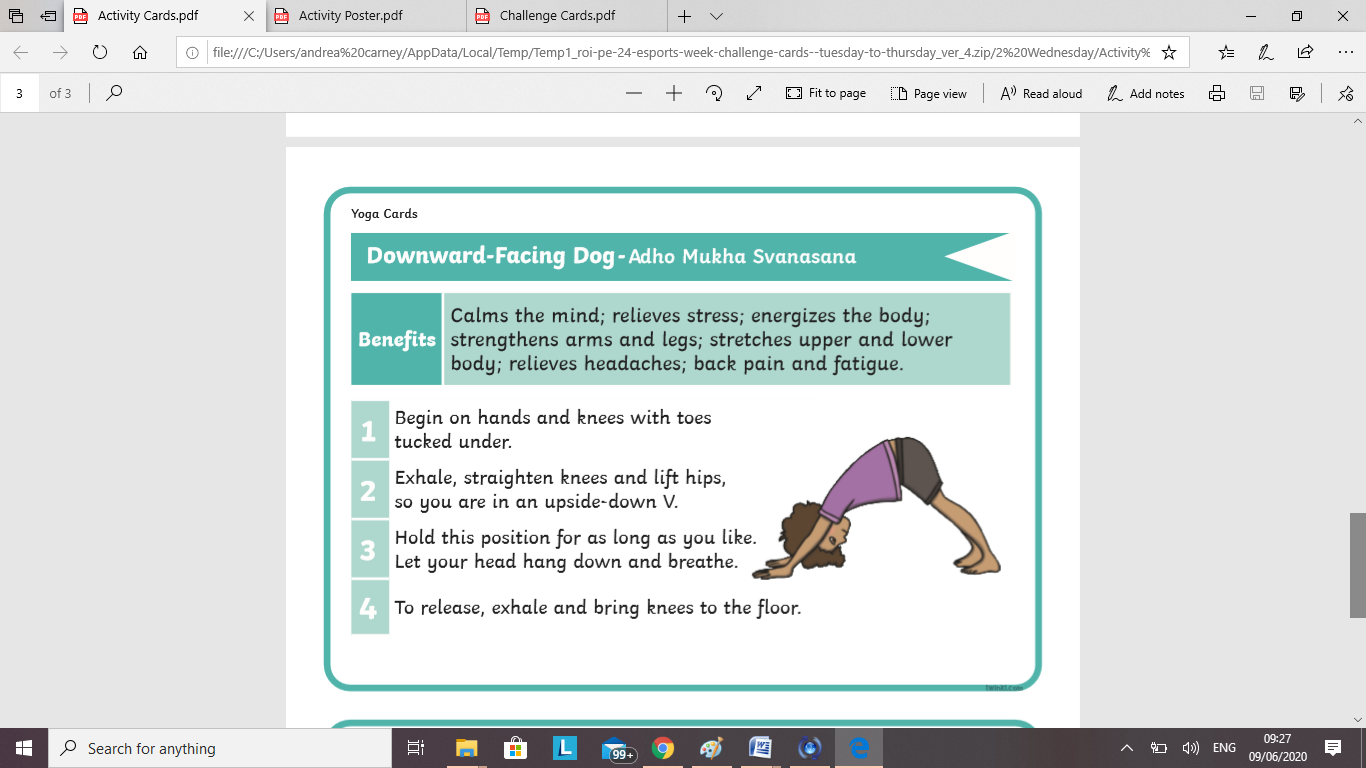 Activity Cards.pdf
Activity Poster.pdf
Challenge Cards.pdf
file:///C:/Users/andrea%20carney/AppData/Local/Temp/Temp1_roi-pe-24-esports-week-challenge-cards--tuesday-to-thursday_ver_4.zip/2%20Wednesday/Activity%
3 of 3
Fit to page
Page view
Read aloud
Add notes
Yoga Cards
Downward-Facing Dog - Adho Mukha Svanasana
Benefits
Calms the mind; relieves stress; energizes the body;
strengthens arms and legs; stretches upper and lower
body; relieves headaches; back pain and fatigue.
1 Begin on hands and knees with toes
tucked under.
2 Exhale, straighten knees and lift hips,
so you are in an upside-down V.
3 Hold this position for as long as you like.
Let your head hang down and breathe.
4 To release, exhale and bring knees to the floor.
twinkl.com
Search for anything
L
99+
W
ENG
09:27
09/06/2020